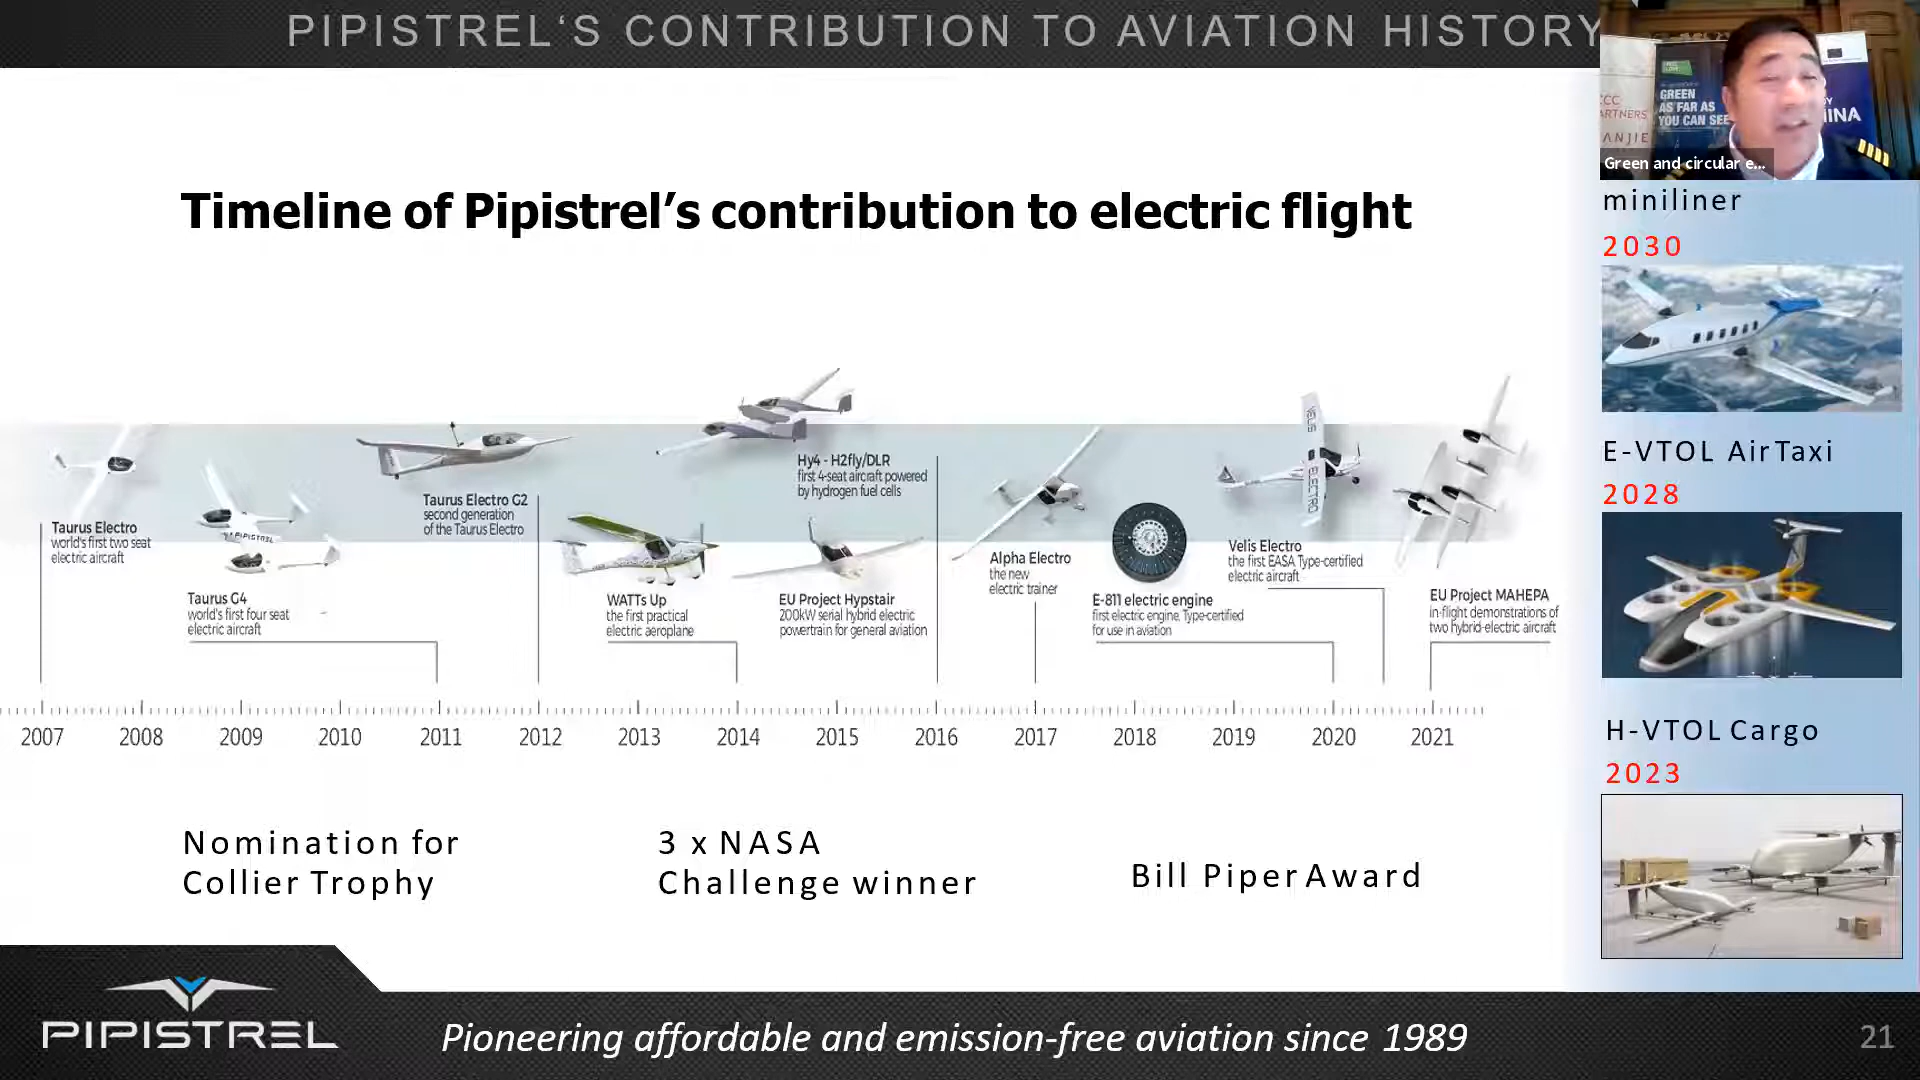 PIPISTREL‘S CONTRIBUTION TO AVIATION HISTORY
GREEN
AS FAR AS
YOU CAN SEE
ARTNERS
ANJIE
Green and circular e...
Timeline of Pipistrel’s contribution to electric flight
Taurus Electro
world's first two seat
electric aircraft
PIPISTREL
Taurus G4
world's first four seat
electric aircraft
Taurus Electro G2
second generation
of the Taurus Electro
WATTs Up
the first practical
electric aeroplane
Hy4 - H2fly/DLR
first 4-seat aircraft powered
by hydrogen fuel cells
EU Project Hypstair
200kW serial hybrid electric
powertrain for general aviation
Alpha Electro
the new
electric trainer
E-811 electric engine
first electric engine, Type-certified
for use in aviation
VELIS ELECTRO
Velis Electro
the first EASA Type-certified
electric aircraft
EU Project MAHEPA
in-flight demonstrations of
two hybrid-electric aircraft
2007 2008 2009 2010 2011 2012 2013 2014 2015 2016 2017 2018 2019 2020 2021
Nomination for
Collier Trophy
3 x NASA
Challenge winner
Bill Piper Award
miniliner
2030
E-VTOL AirTaxi
2028
H-VTOL Cargo
2023
PIPISTREL
Pioneering affordable and emission-free aviation since 1989
21